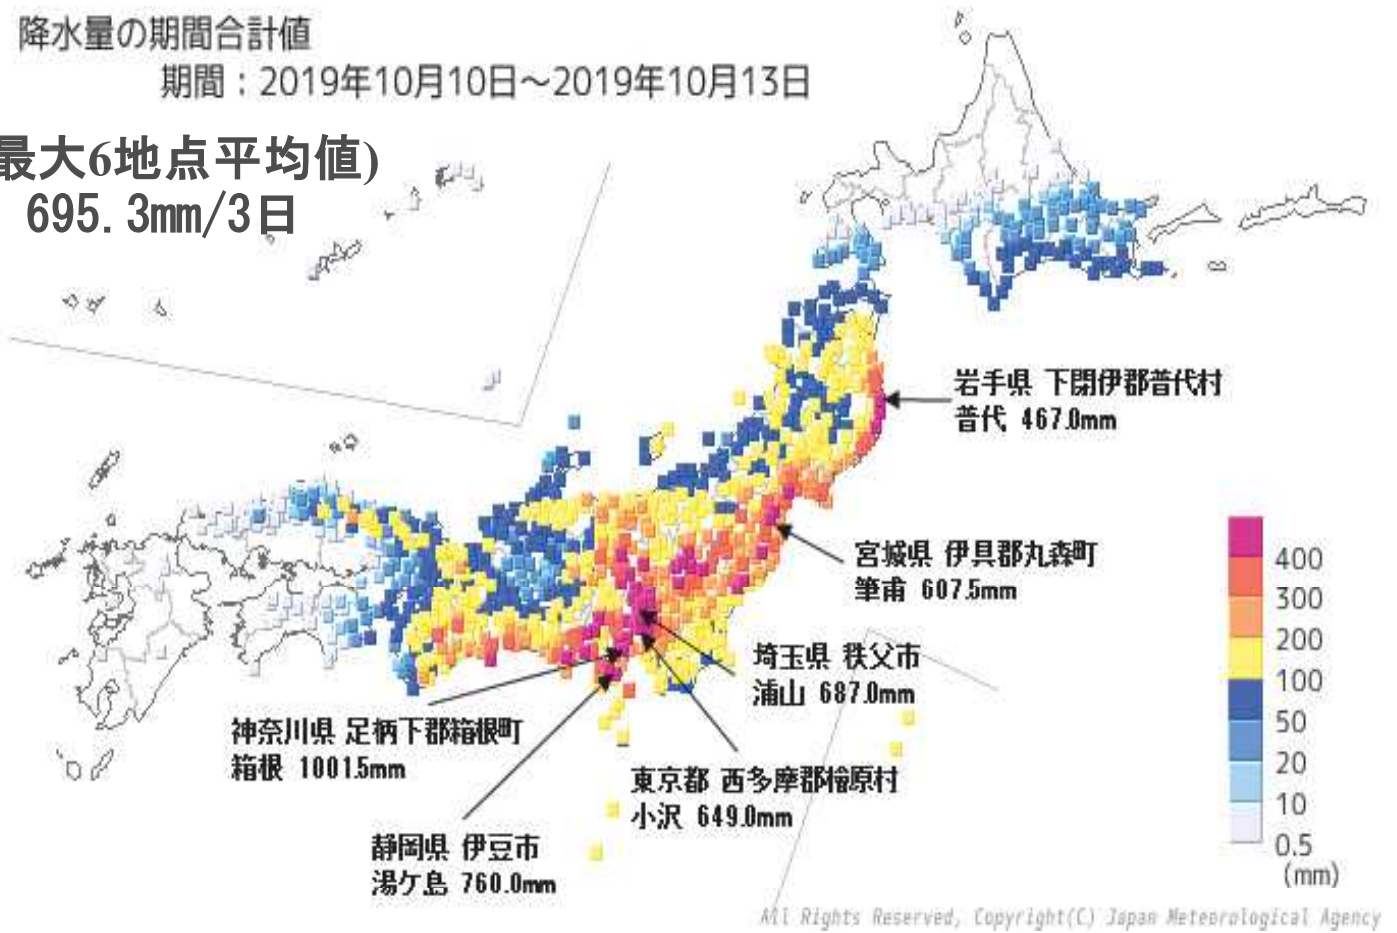 降水量の期間合計値
期間：2019年10月10日～2019年10月13日
最大6地点平均値)
695.3mm/3日
岩手県 下閉伊郡普代村
普代 467.0mm
宮城県 伊具郡丸森町
筆甫 607.5mm
埼玉県 秩父市
浦山 687.0mm
神奈川県 足柄下郡箱根町
箱根 1001.5mm
東京都 西多摩郡檜原村
小沢 649.0mm
静岡県 伊豆市
湯ケ島 760.0mm
400
300
200
100
50
20
10
0.5
(mm)
All Rights Reserved, Copyright(C) Japan Meteorological Agency